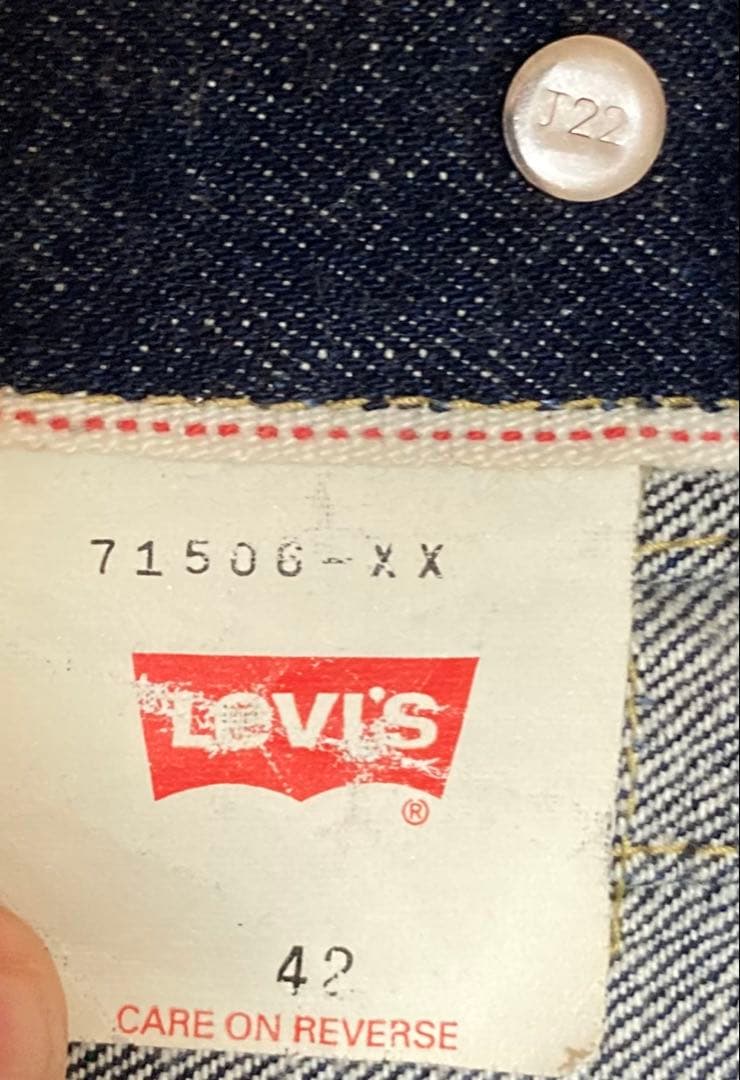 J22
71506-XX
LEVI'S
®
42
CARE ON REVERSE